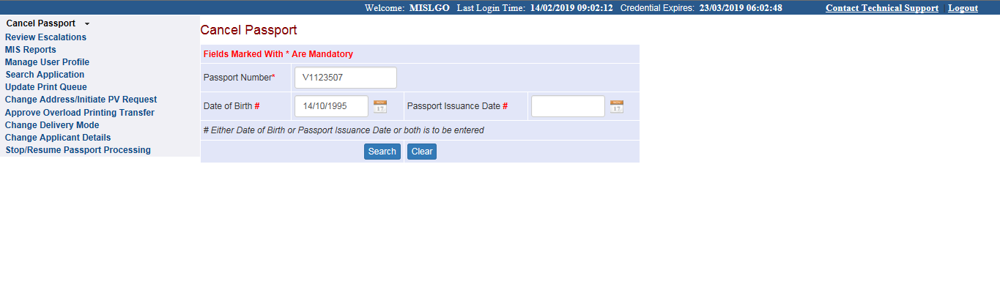 Welcome: MISLGO Last Login Time: 14/02/2019 09:02:12 Credential Expires: 23/03/2019 06:02:48 Contact Technical Support Logout
Cancel Passport
Review Escalations
MIS Reports
Manage User Profile
Search Application
Update Print Queue
Change Address/Initiate PV Request
Approve Overload Printing Transfer
Change Delivery Mode
Change Applicant Details
Stop/Resume Passport Processing
Cancel Passport
Fields Marked With * Are Mandatory
Passport Number* V1123507
Date of Birth # 14/10/1995 17 Passport Issuance Date # 17
# Either Date of Birth or Passport Issuance Date or both is to be entered
Search Clear